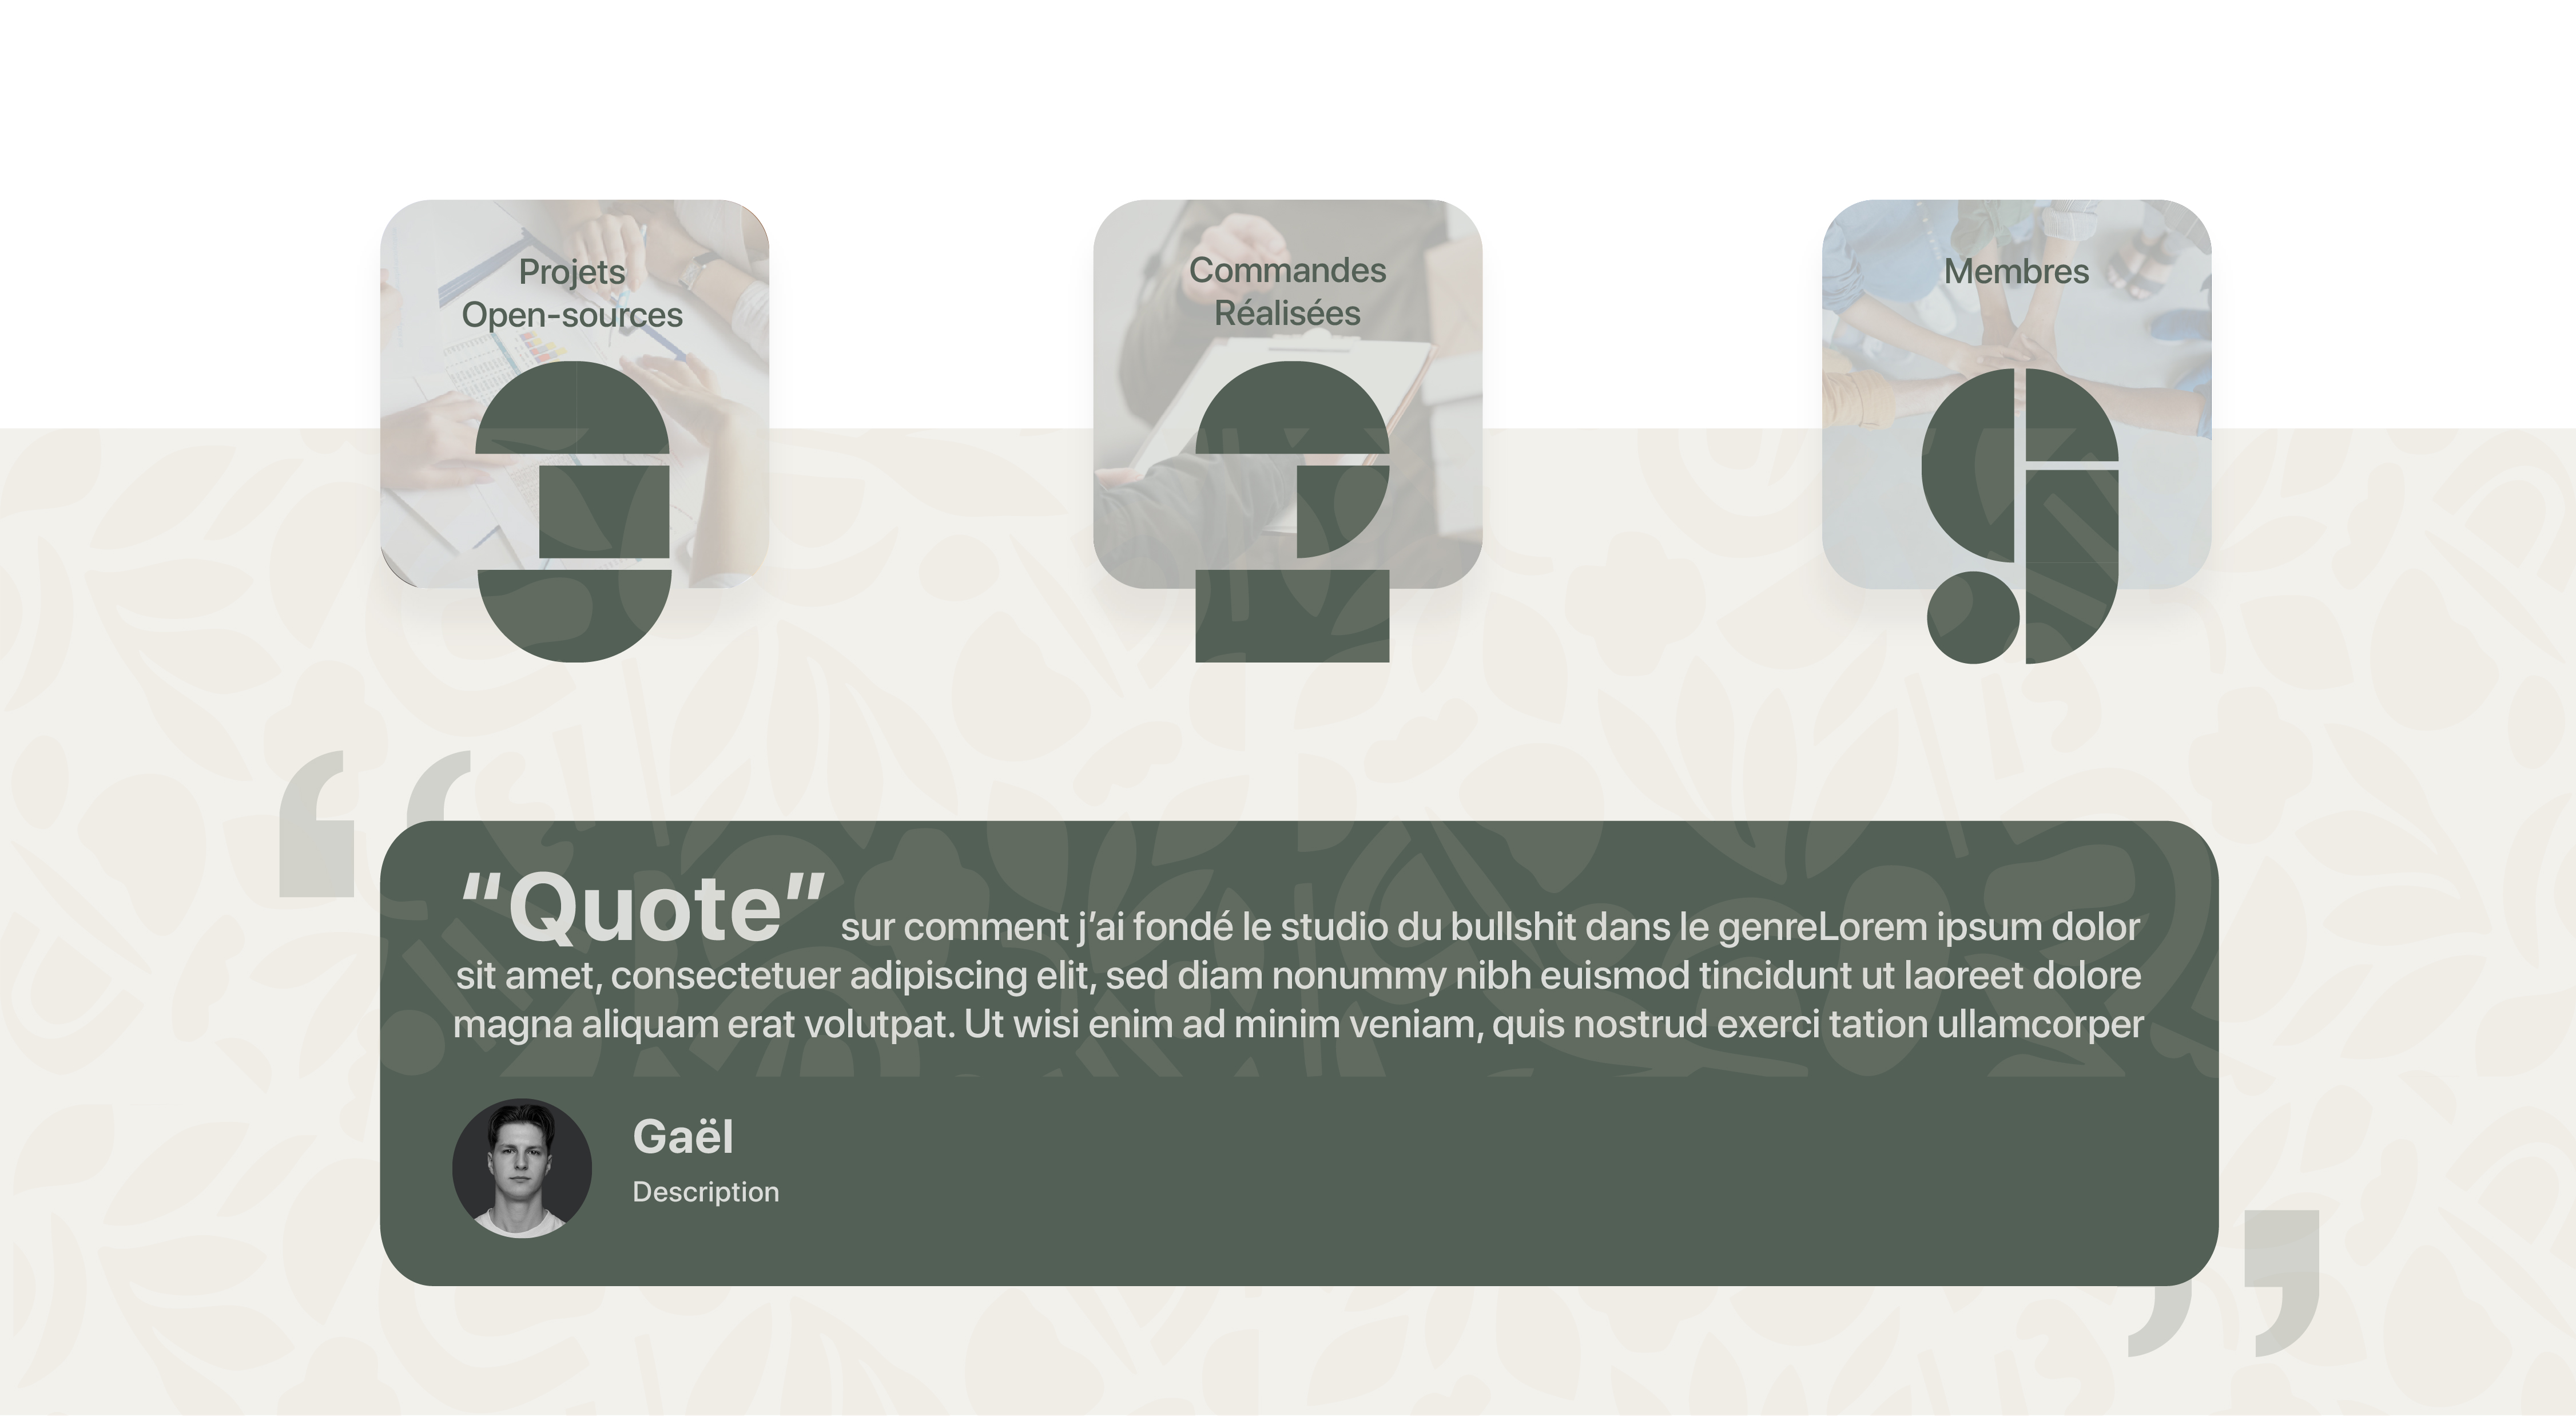 Projets
Open-sources
3
Commandes
Réalisées
2
Membres
9
“Quote” sur comment j’ai fondé le studio du bullshit dans le genreLorem ipsum dolor
sit amet, consectetuer adipiscing elit, sed diam nonummy nibh euismod tincidunt ut laoreet dolore
magna aliquam erat volutpat. Ut wisi enim ad minim veniam, quis nostrud exerci tation ullamcorper
Gaël
Description